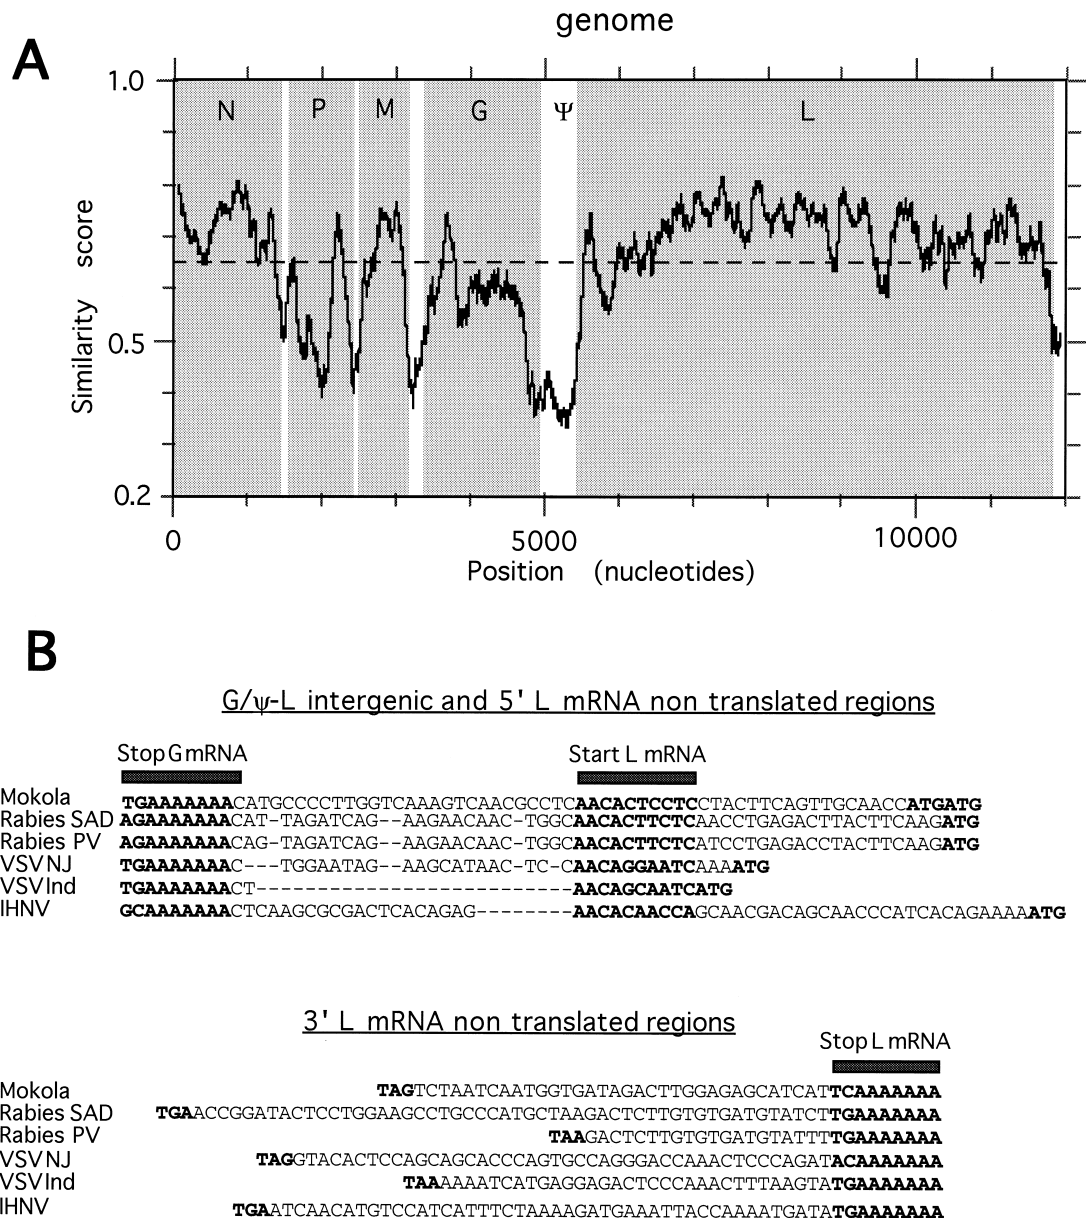 genome
A
1.0
N P M G Ψ L
Similarity score
0.5
0.2
0 5000 10000
Position (nucleotides)
B
G/ψ-L intergenic and 5' L mRNA non translated regions
Stop G mRNA Start L mRNA
Mokola TGAAAAAAACATGCCCCTTGGTCAAAGTCAACGCCTCAACACTCCTCCTACTTCAGTTGCAACCATGATG
Rabies SAD AGAAAAAAACAT-TAGATCAG--AAGAACAAC-TGGCAACACTTCTCAACCTGAGACTTACTTCAAGATG
Rabies PV AGAAAAAAACAG-TAGATCAG--AAGAACAAC-TGGCAACACTTCTCATCCTGAGACCTACTTCAAGATG
VSV NJ TGAAAAAAAC---TGGAATAG--AAGCATAAC-TC-CAACAGGAATCAAAATG
VSV Ind TGAAAAAAACT----------------------AACAGCAATCATG
IHNV GCAAAAAAACTCAAGCGCGACTCACAGAG--------AACACAACCAGCAACGACAGCAACCCATCACAGAAAAATG
3' L mRNA non translated regions
Stop L mRNA
Mokola TAGTCTAATCAATGGTGATAGACTTGGAGAGCATCATTCAAAAAAA
Rabies SAD TGAACCGGATACTCCTGGAAGCCTGCCCATGCTAAGACTCTTGTGTGATGTATCTTGAAAAAAA
Rabies PV TAAGACTCTTGTGTGATGTATTTTGAAAAAAA
VSV NJ TAGGTACACTCCAGCAGCACCCAGTGCCAGGGACCAAACTCCCAGATACAAAAAAA
VSV Ind TAAAAAATCATGAGGAGACTCCCAAACTTTAAGTATGAAAAAAA
IHNV TGAATCAACATGTCCATCATTTCTAAAAGATGAAATTACCAAAATGATATGAAAAAAA